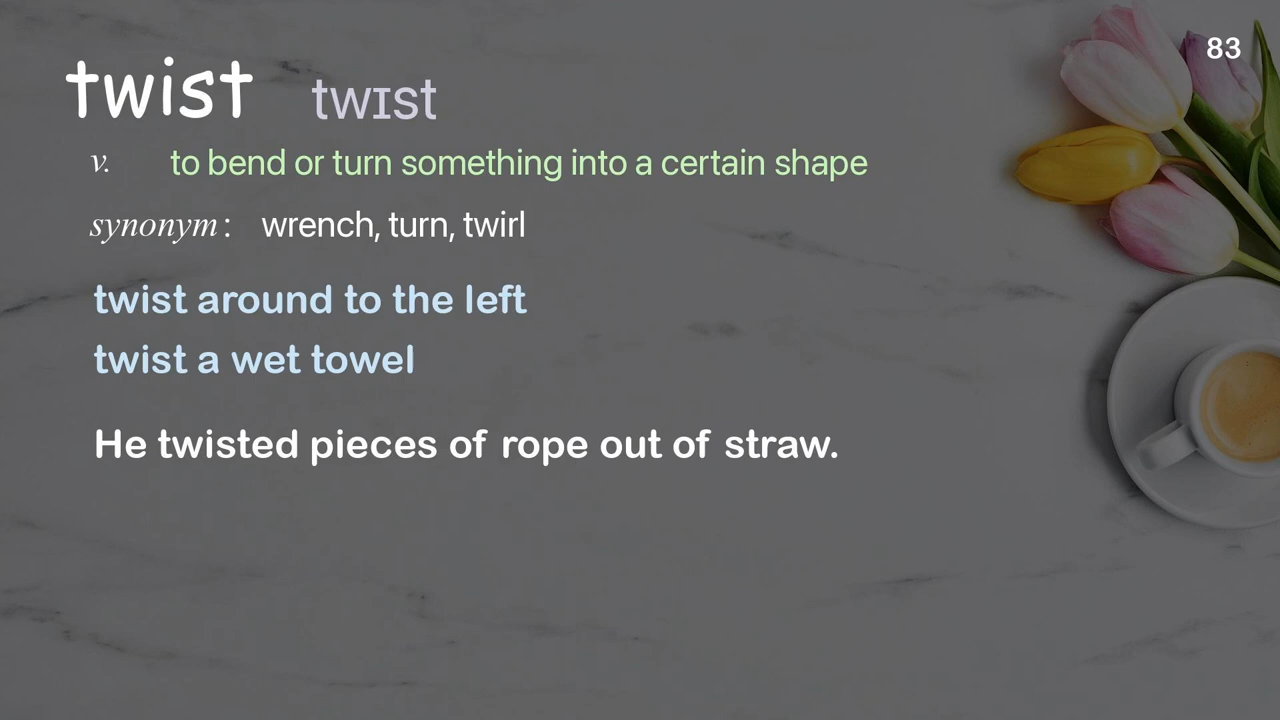 83
twist twɪst
v. to bend or turn something into a certain shape
synonym: wrench, turn, twirl
twist around to the left
twist a wet towel
He twisted pieces of rope out of straw.